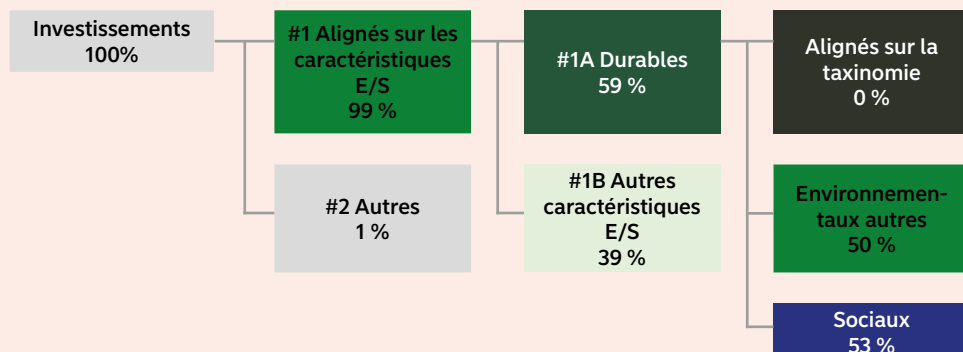 Investissements
100%
#1 Alignés sur les
caractéristiques
E/S
99 %
#1A Durables
59 %
Alignés sur la
taxinomie
0 %
#2 Autres
1 %
#1B Autres
caractéristiques
E/S
39 %
Environnemen-
taux autres
50 %
Sociaux
53 %